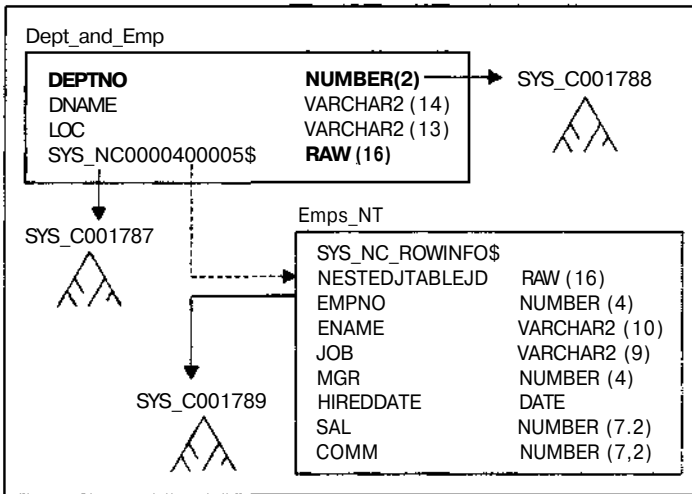 Dept_and_Emp
DEPTNO NUMBER(2) SYS_C001788
DNAME VARCHAR2 (14)
LOC VARCHAR2 (13)
SYS_NC0000400005$ RAW (16)
SYS_C001787
Emps_NT
SYS_NC_ROWINFO$
NESTEDJTABLEJD RAW (16)
EMPNO NUMBER (4)
ENAME VARCHAR2 (10)
JOB VARCHAR2 (9)
MGR NUMBER (4)
HIREDDATE DATE
SAL NUMBER (7.2)
COMM NUMBER (7,2)
SYS_C001789